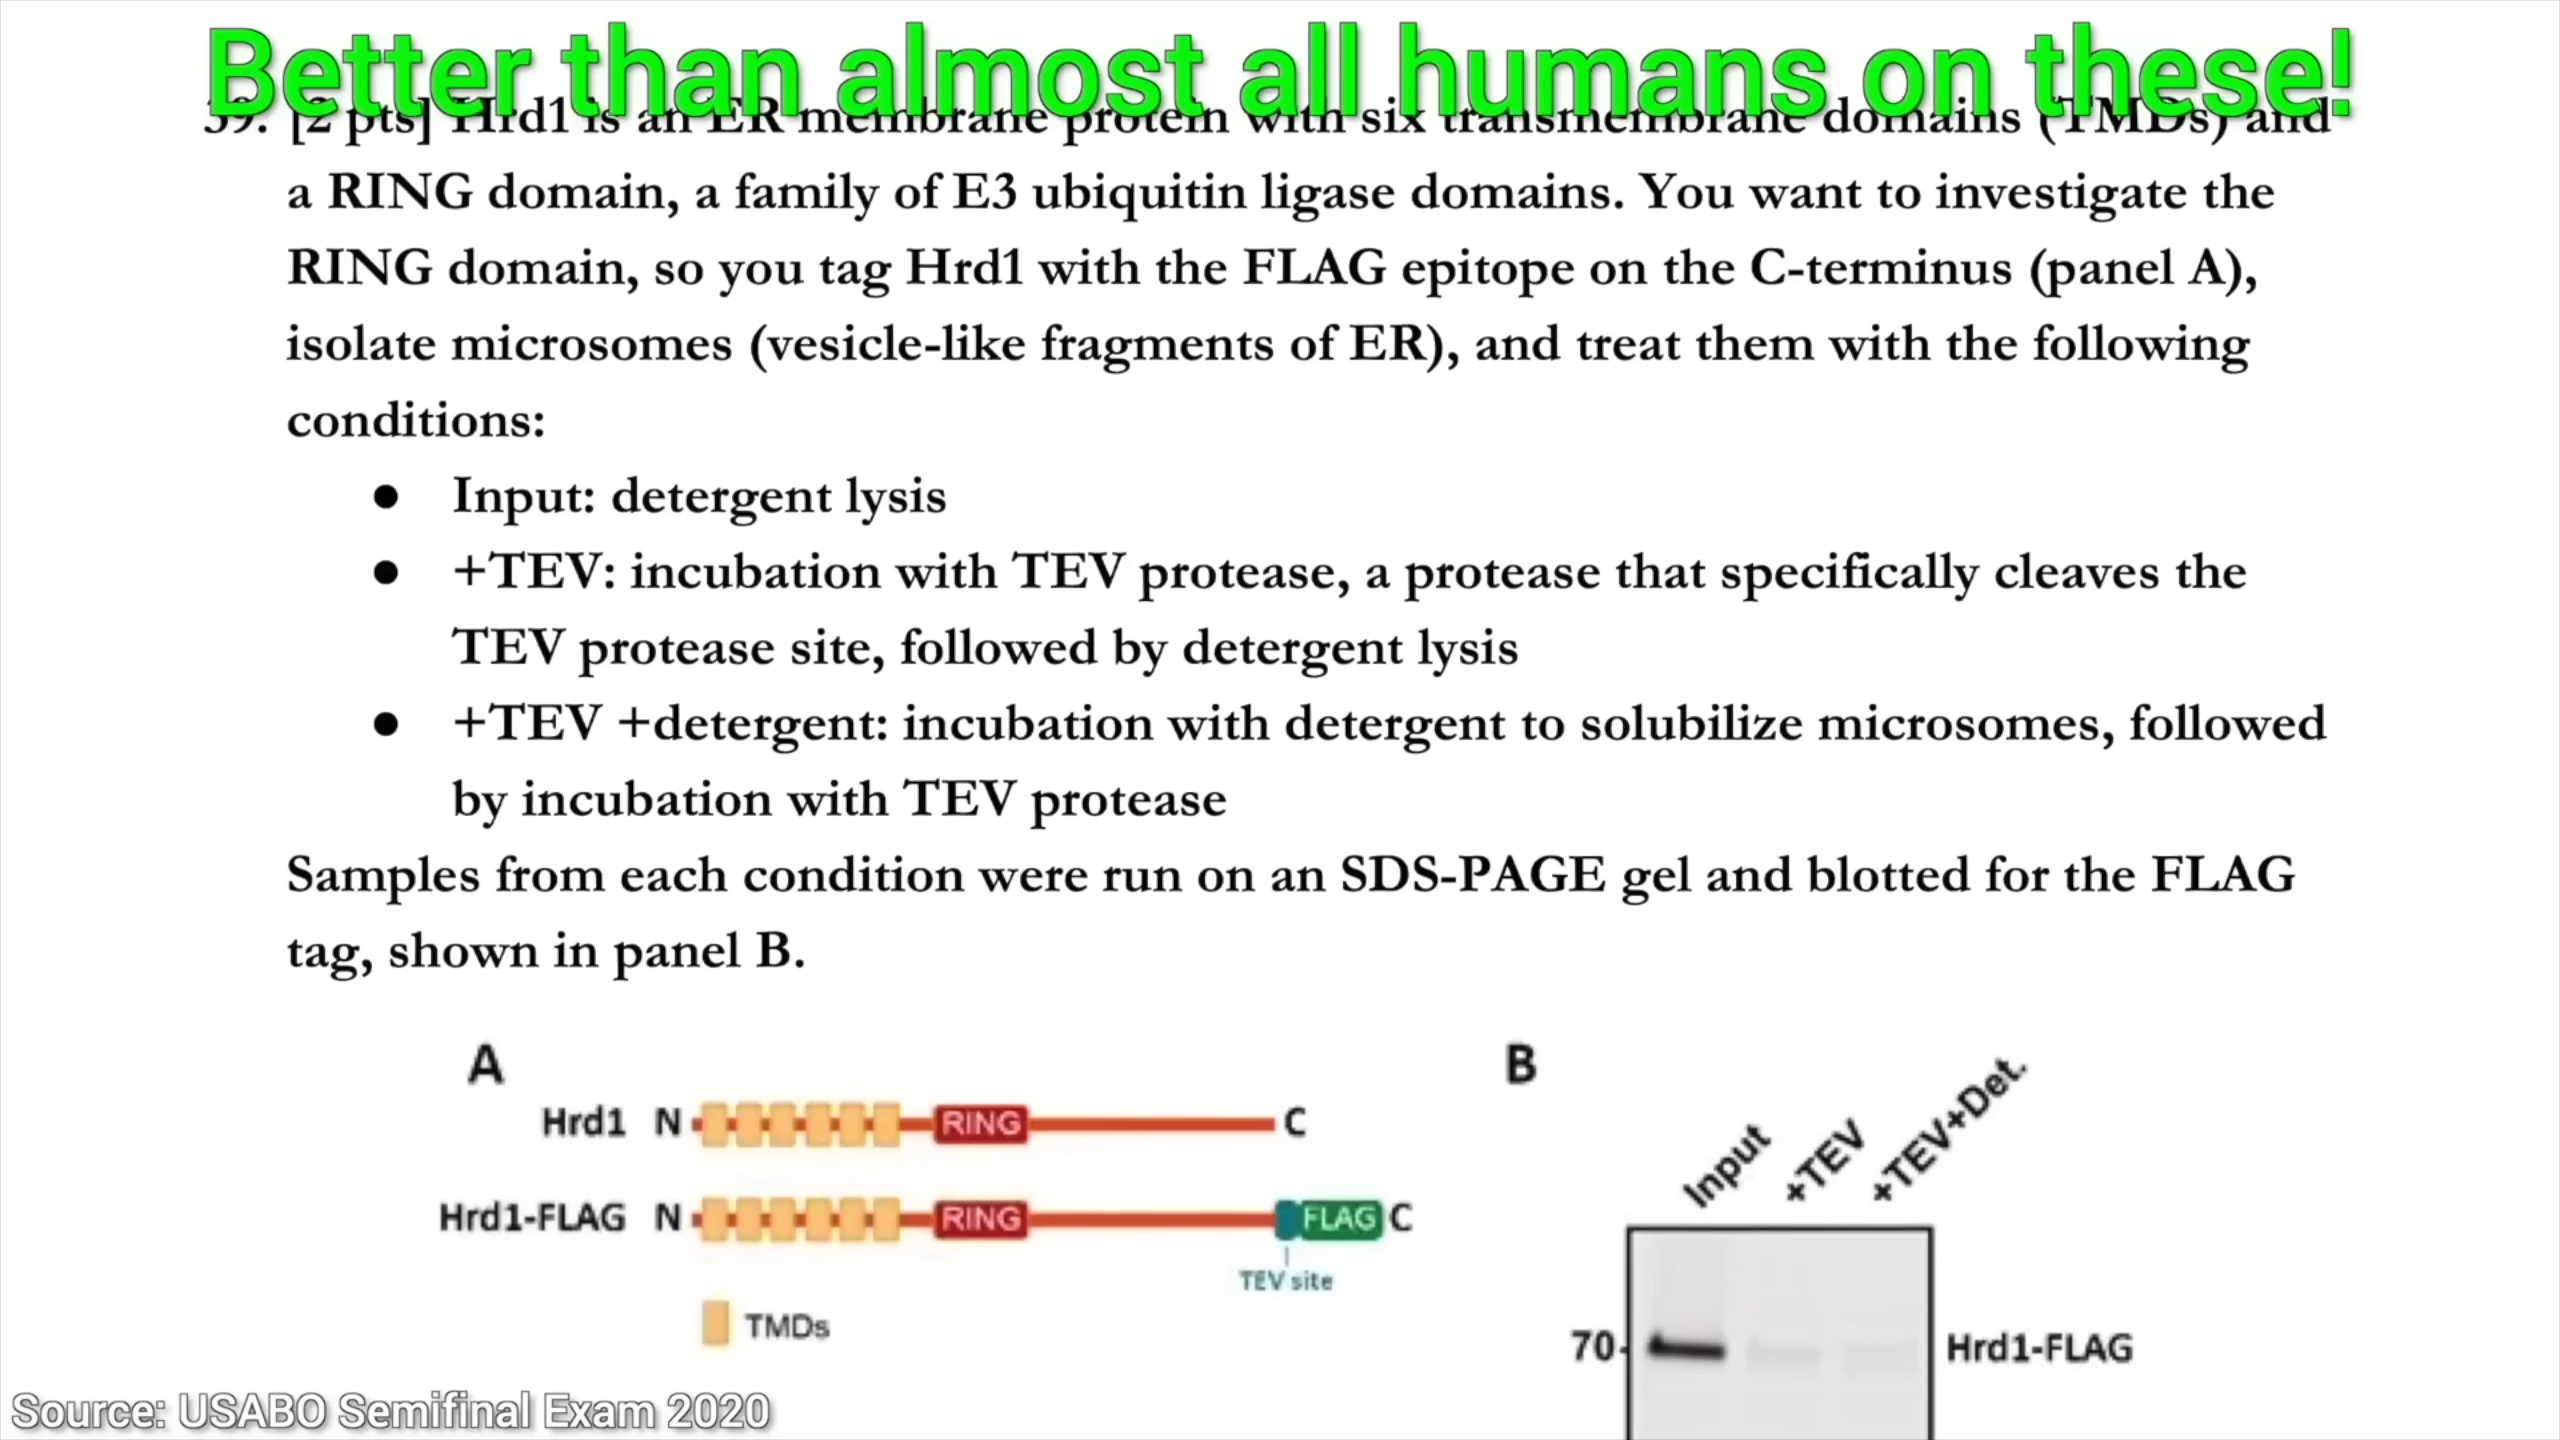 Better than almost all humans on these!
39. [2 pts] Hrd1 is an ER membrane protein with six transmembrane domains (TMDs) and
a RING domain, a family of E3 ubiquitin ligase domains. You want to investigate the
RING domain, so you tag Hrd1 with the FLAG epitope on the C-terminus (panel A),
isolate microsomes (vesicle-like fragments of ER), and treat them with the following
conditions:
● Input: detergent lysis
● +TEV: incubation with TEV protease, a protease that specifically cleaves the
TEV protease site, followed by detergent lysis
● +TEV +detergent: incubation with detergent to solubilize microsomes, followed
by incubation with TEV protease
Samples from each condition were run on an SDS-PAGE gel and blotted for the FLAG
tag, shown in panel B.
A
Hrd1 N RING C
Hrd1-FLAG N RING FLAG C
TEV site
TMDs
B
Input +TEV +TEV+Det.
70- Hrd1-FLAG
Source: USABO Semifinal Exam 2020